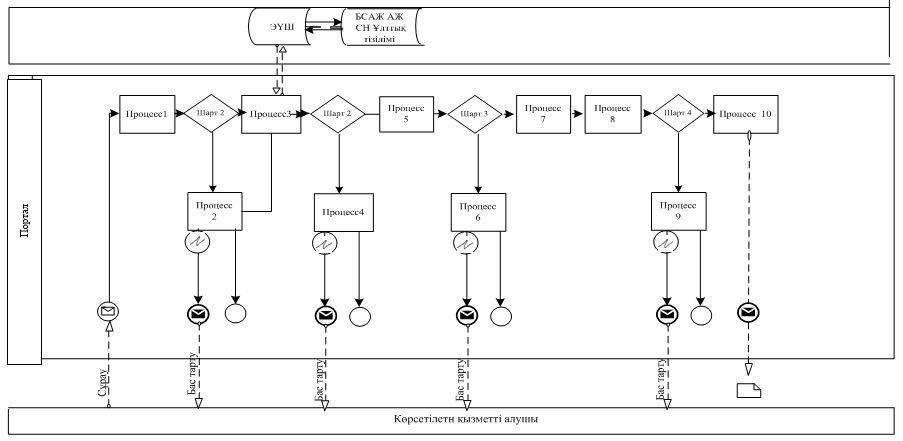 ЭҮШ
БСАЖ АЖ
СН Ұлттық
тізілімі
Портал
Процесс1
Шарт 2
Процесс3
Шарт 2
Процесс
5
Шарт 3
Процесс
7
Процесс
8
Шарт 4
Процесс 10
Процесс
2
Процесс4
Процесс
6
Процесс
9
Сұрау
Бас тарту
Бас тарту
Бас тарту
Бас тарту
Көрсетілетн қызметті алушы